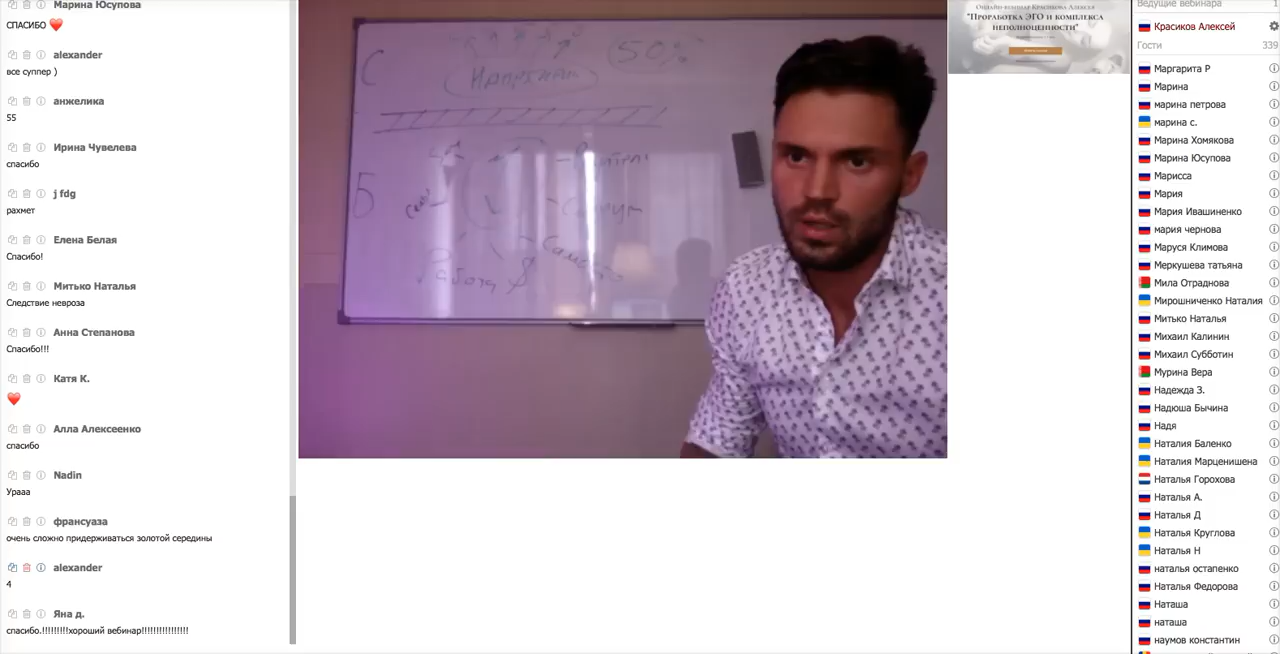 Марина Юсупова
СПАСИБО ❤️
alexander
все суппер )
анжелика
55
Ирина Чувелева
спасибо
j fdg
рахмет
Елена Белая
Спасибо!
Митько Наталья
Следствие невроза
Анна Степанова
Спасибо!!!
Катя К.
❤️
Алла Алексеенко
спасибо
Nadin
Урааа
франсуаза
очень сложно придерживаться золотой середины
alexander
4
Яна д.
спасибо.!!!!!!!!!хороший вебинар!!!!!!!!!!!!!!!!
С
50%
Б
Онлайн-воинар Красикова Алексея
"Проработка ЭГО и комплекса
неполноценности"
Ведущие вебинара 1
Красиков Алексей
Гости 339
Маргарита Р
Марина
марина петрова
марина с.
Марина Хомякова
Марина Юсупова
Марисса
Мария
Мария Ивашиненко
мария чернова
Маруся Климова
Меркушева татьяна
Мила Отраднова
Мирошниченко Наталия
Митько Наталья
Михаил Калинин
Михаил Субботин
Мурина Вера
Надежда З.
Надюша Бычина
Надя
Наталия Баленко
Наталия Марценишена
Наталья Горохова
Наталья А.
Наталья Д
Наталья Круглова
Наталья Н
наталья остапенко
Наталья Федорова
Наташа
наташа
наумов константин